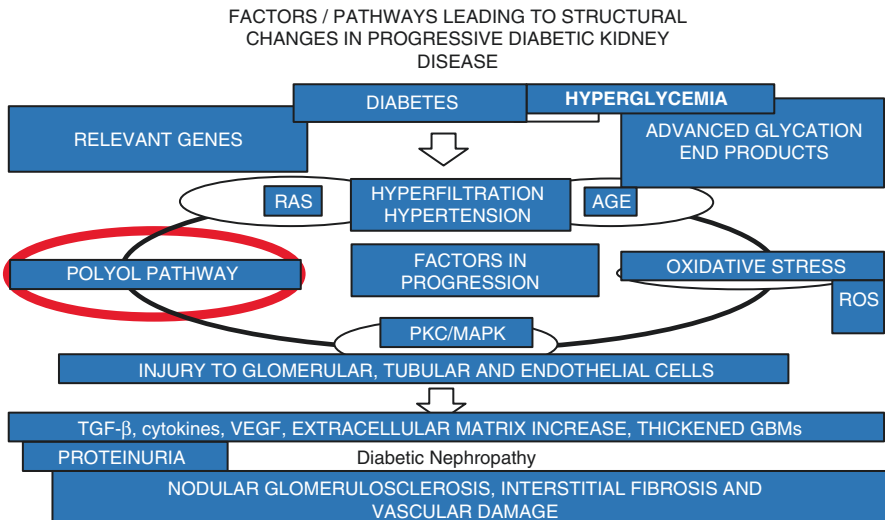 FACTORS / PATHWAYS LEADING TO STRUCTURAL
CHANGES IN PROGRESSIVE DIABETIC KIDNEY
DISEASE
DIABETES
HYPERGLYCEMIA
RELEVANT GENES
ADVANCED GLYCATION
END PRODUCTS
RAS
HYPERFILTRATION
HYPERTENSION
AGE
POLYOL PATHWAY
FACTORS IN
PROGRESSION
OXIDATIVE STRESS
ROS
PKC/MAPK
INJURY TO GLOMERULAR, TUBULAR AND ENDOTHELIAL CELLS
TGF-β, cytokines, VEGF, EXTRACELLULAR MATRIX INCREASE, THICKENED GBMs
PROTEINURIA
Diabetic Nephropathy
NODULAR GLOMERULOSCLEROSIS, INTERSTITIAL FIBROSIS AND
VASCULAR DAMAGE